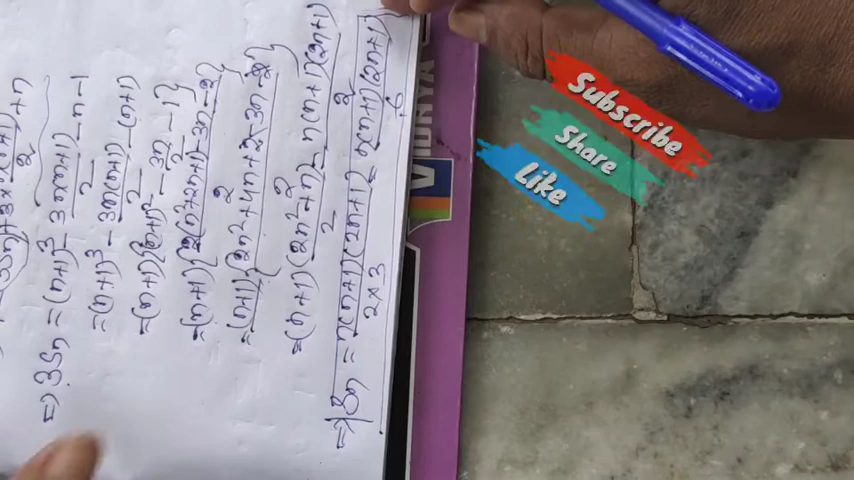 => 3Sn = (n+1)³ - 3n(n+1)/2 - n - 1
= (n+1)³ - 3n(n+1)/2 - (n+1)
= (n+1){(n+1)² - 3n/2 - 1}
= (n+1){2(n²+2n+1) - 3n - 2}/2
= (n+1){2n²+4n+2 - 3n - 2}/2
= (n+1)(2n²+n)/2 = n(n+1)(2n+1)/2
=> Sn = n(n+1)(2n+1)/2×3 = n(n+1)(2n+1)/6
Subscribe
Share
Like